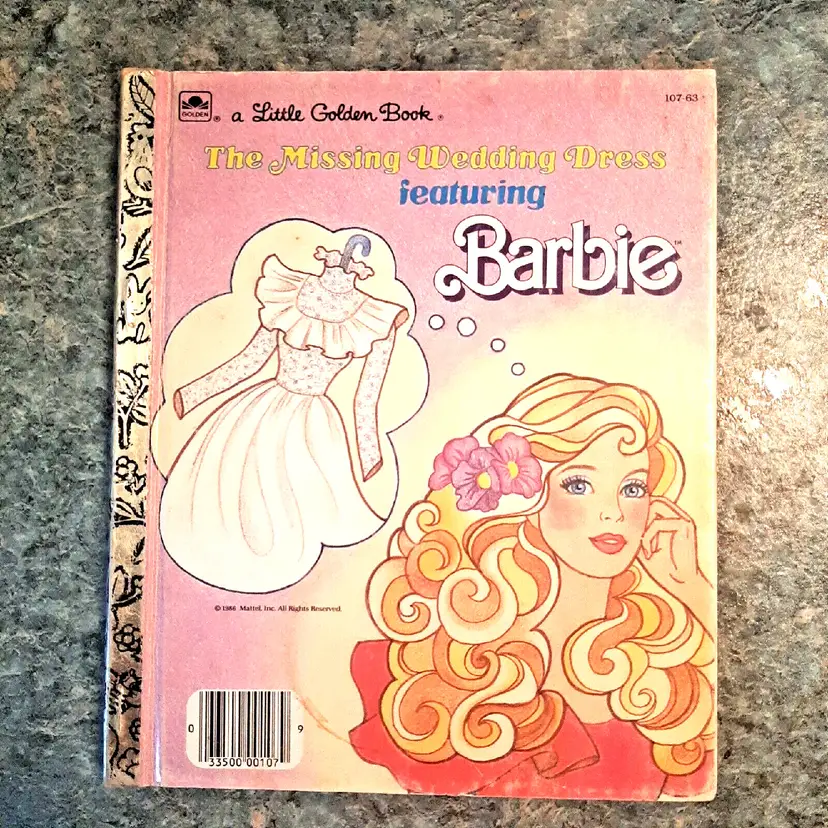 GOLDEN ® a Little Golden Book ®
107-63
The Missing Wedding Dress
featuring
Barbie™
© 1986 Mattel, Inc. All Rights Reserved.
0 33500 00107 9